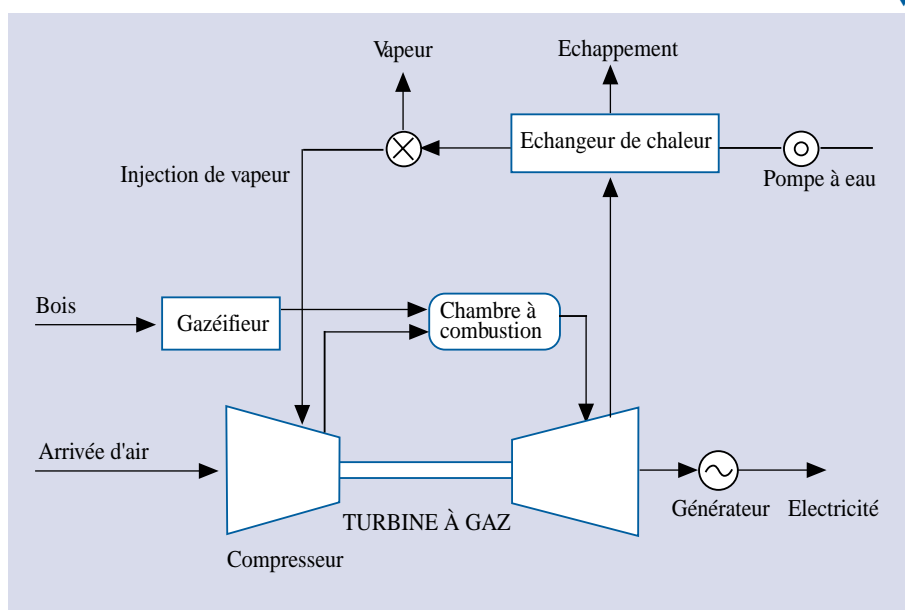 Vapeur
Echappement
Echangeur de chaleur
Injection de vapeur
Pompe à eau
Bois
Gazéifieur
Chambre à
combustion
Arrivée d'air
TURBINE À GAZ
Générateur
Electricité
Compresseur